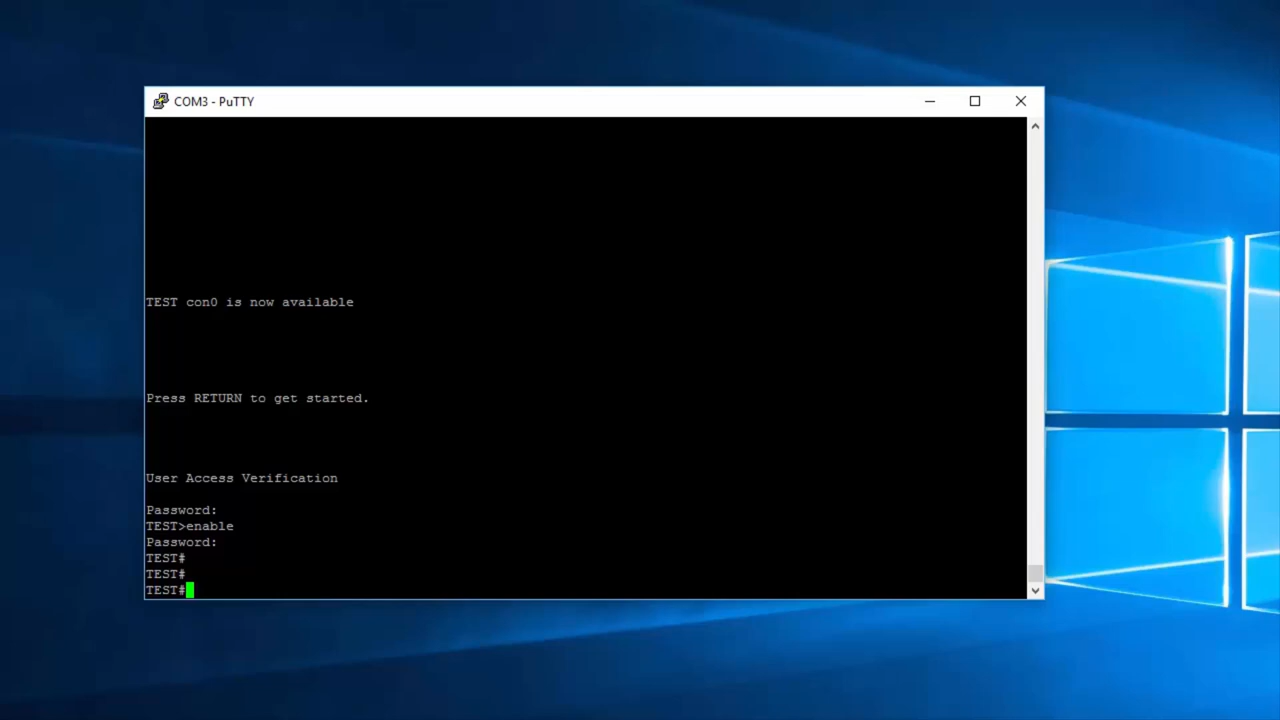 COM3 - PuTTY
TEST con0 is now available
Press RETURN to get started.
User Access Verification
Password:
TEST>enable
Password:
TEST#
TEST#
TEST#